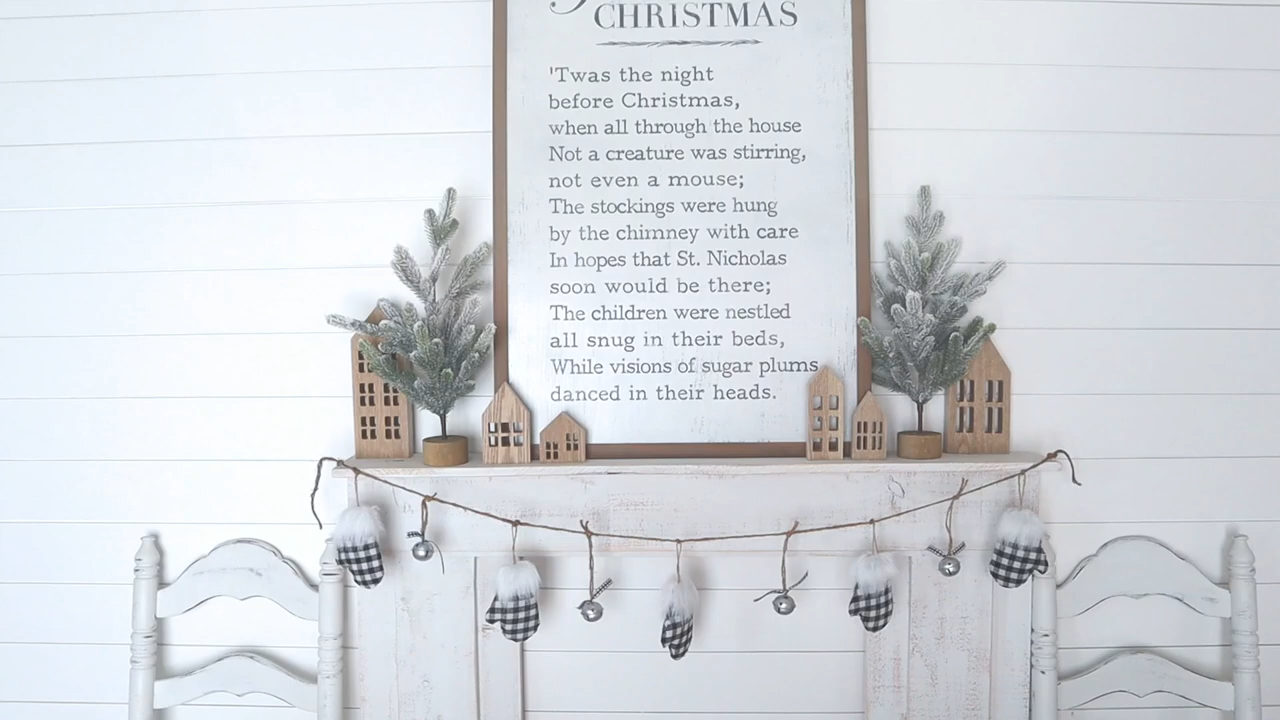 CHRISTMAS
'Twas the night
before Christmas,
when all through the house
Not a creature was stirring,
not even a mouse;
The stockings were hung
by the chimney with care
In hopes that St. Nicholas
soon would be there;
The children were nestled
all snug in their beds,
While visions of sugar plums
danced in their heads.